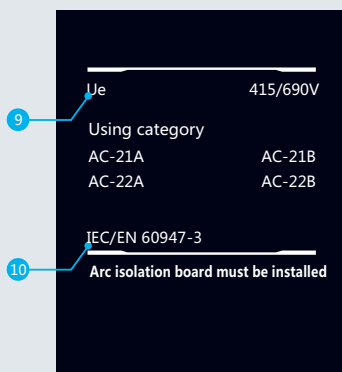 9
Ue 415/690V
Using category
AC-21A AC-21B
AC-22A AC-22B
IEC/EN 60947-3
10
Arc isolation board must be installed